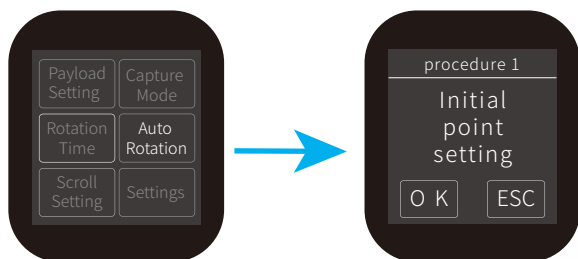 Payload
Setting
Capture
Mode
Rotation
Time
Auto
Rotation
Scroll
Setting
Settings
procedure 1
Initial
point
setting
O K
ESC